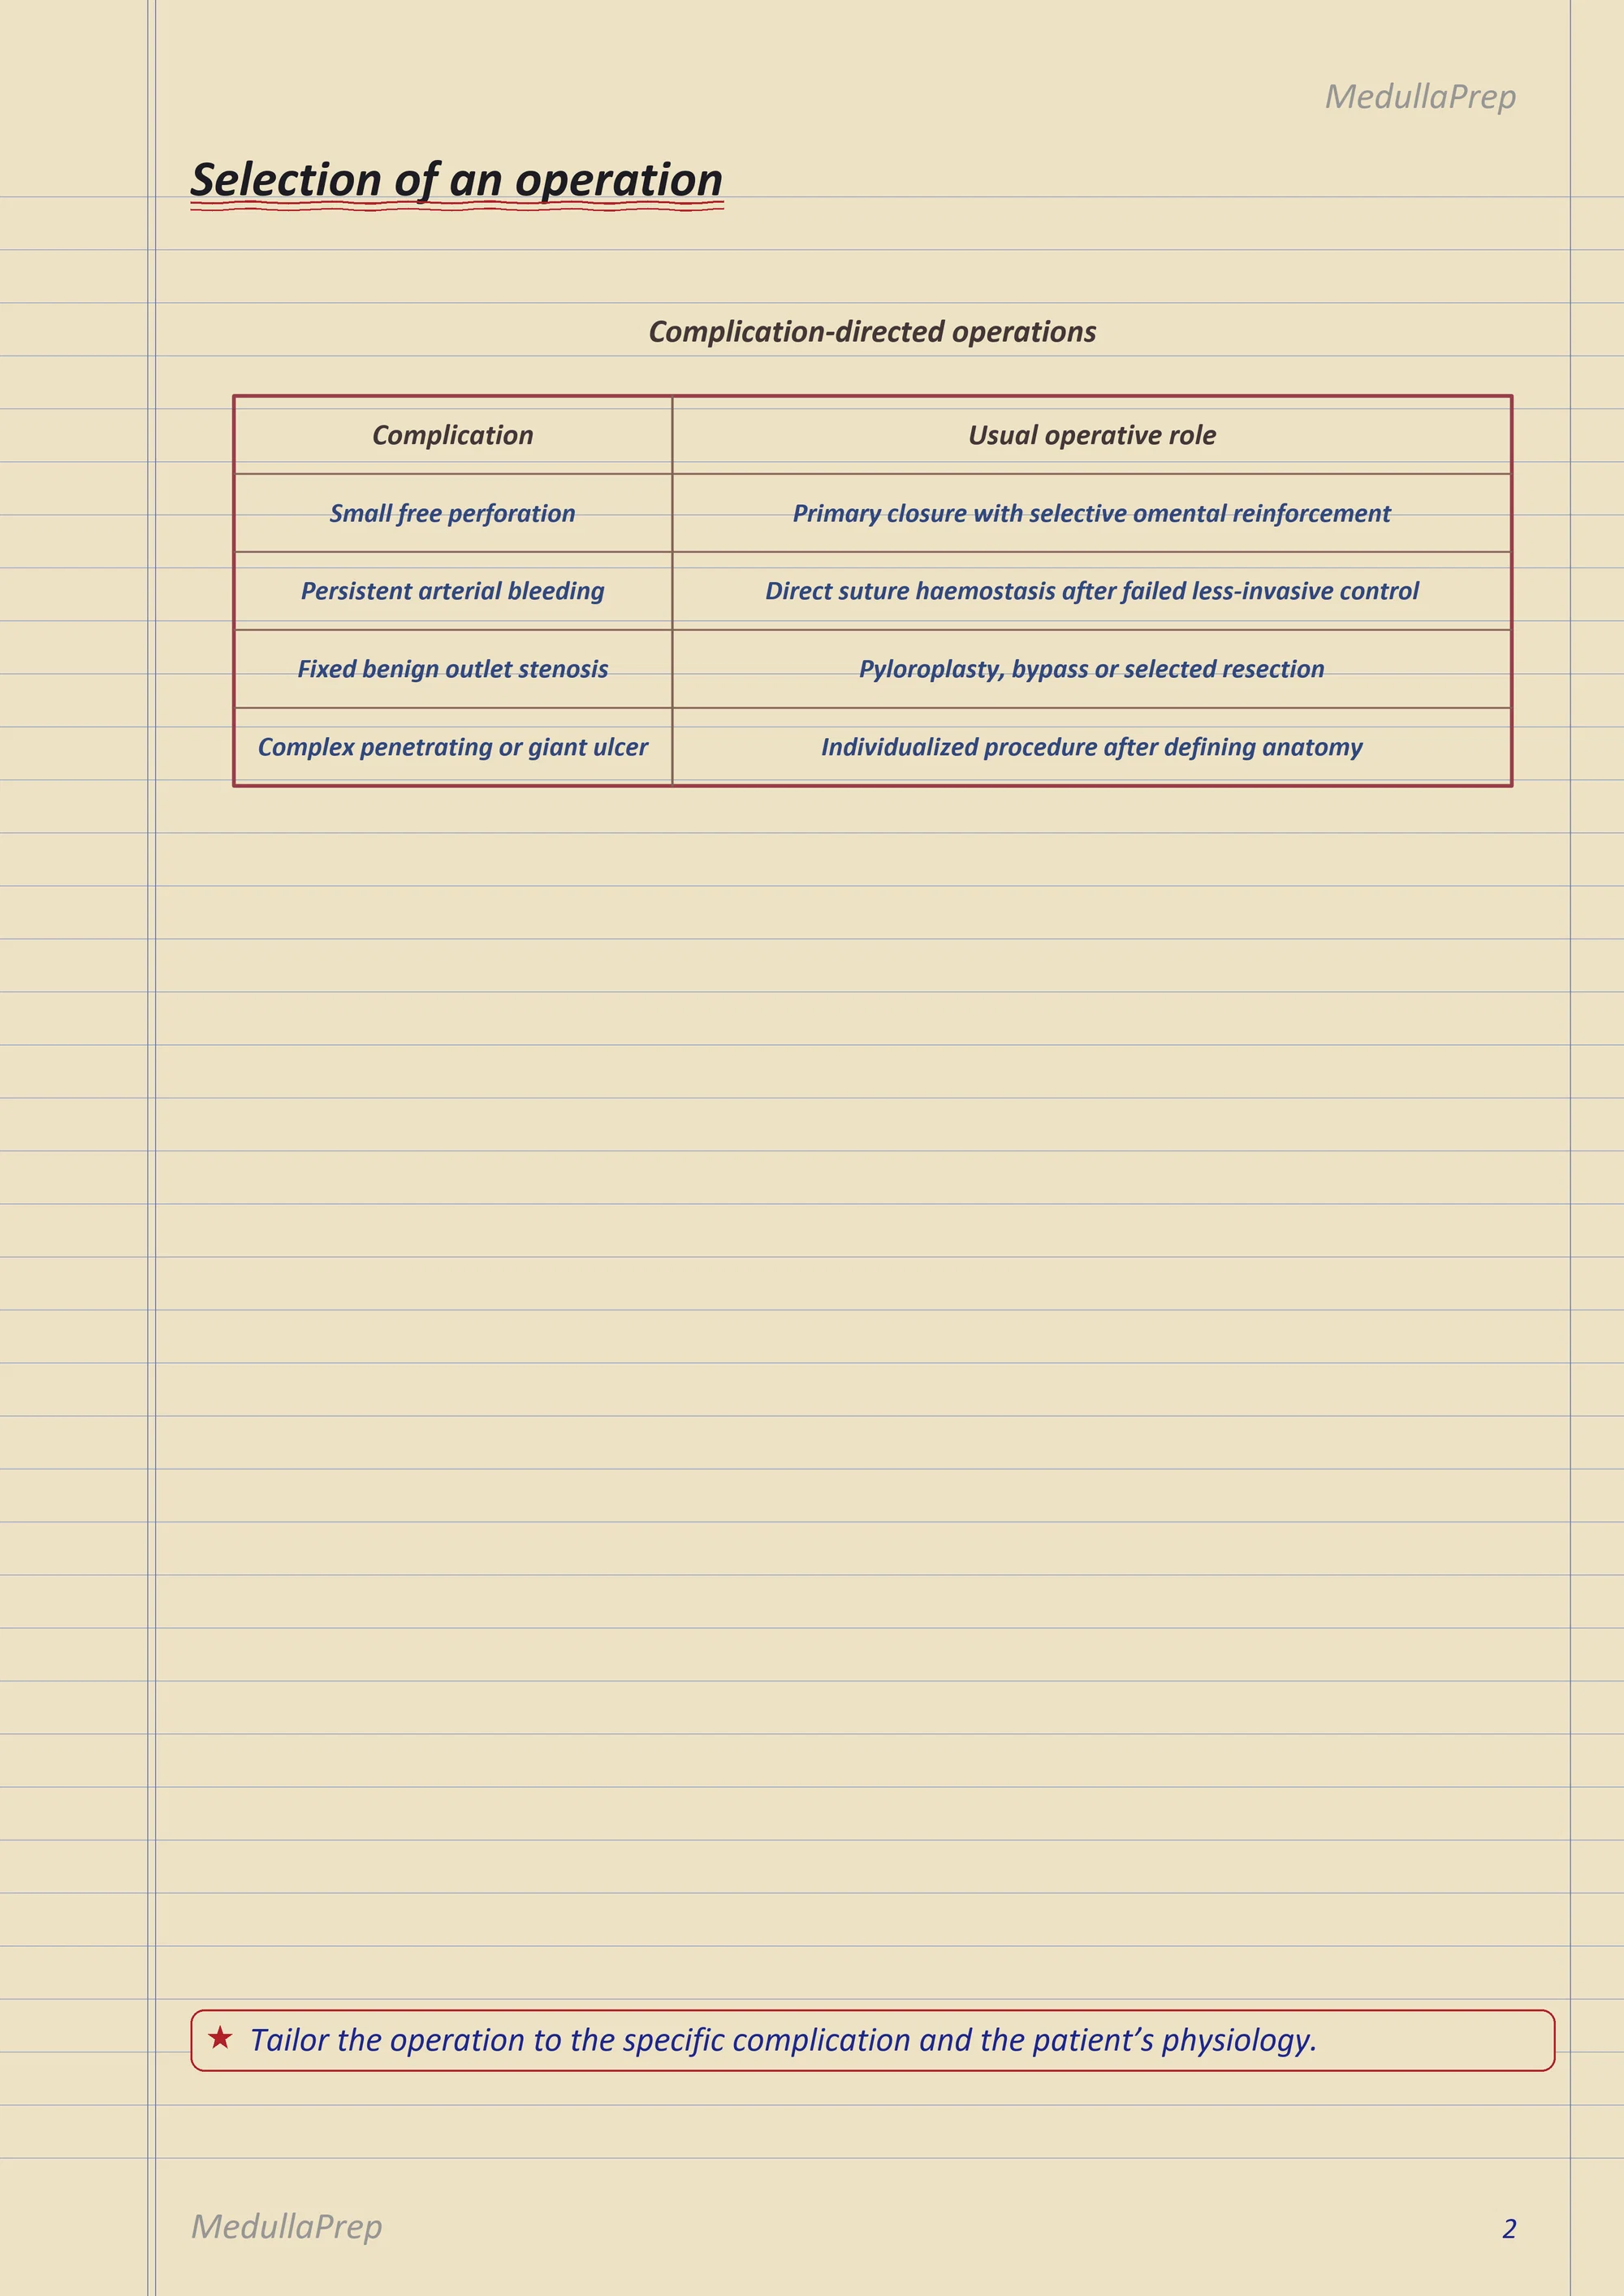 MedullaPrep
Selection of an operation
Complication-directed operations
Complication Usual operative role
Small free perforation Primary closure with selective omental reinforcement
Persistent arterial bleeding Direct suture haemostasis after failed less-invasive control
Fixed benign outlet stenosis Pyloroplasty, bypass or selected resection
Complex penetrating or giant ulcer Individualized procedure after defining anatomy
★ Tailor the operation to the specific complication and the patient’s physiology.
MedullaPrep 2